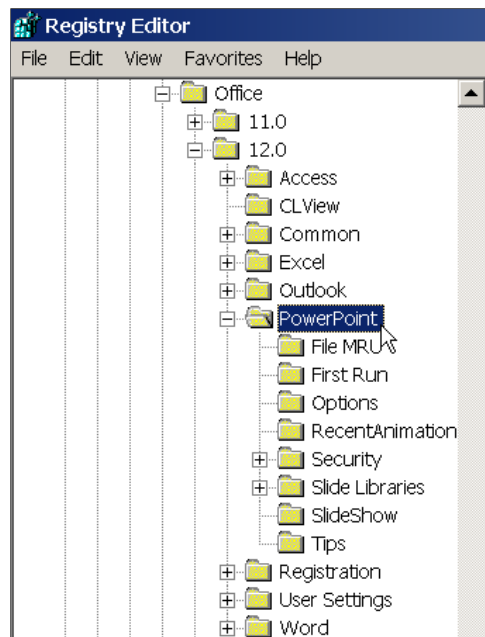 Registry Editor
File Edit View Favorites Help
Office
11.0
12.0
Access
CLView
Common
Excel
Outlook
PowerPoint
File MRU
First Run
Options
RecentAnimation
Security
Slide Libraries
SlideShow
Tips
Registration
User Settings
Word